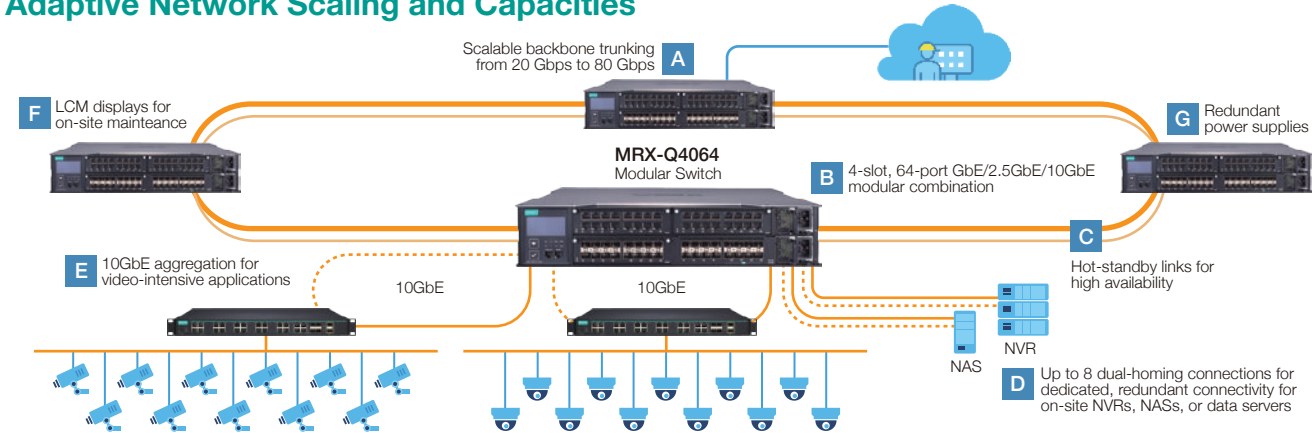 Adaptive Network Scaling and Capacities
Scalable backbone trunking
from 20 Gbps to 80 Gbps
A
F
LCM displays for
on-site mainteance
G
Redundant
power supplies
MRX-Q4064
Modular Switch
B
4-slot, 64-port GbE/2.5GbE/10GbE
modular combination
C
Hot-standby links for
high availability
E
10GbE aggregation for
video-intensive applications
10GbE
10GbE
NVR
NAS
D
Up to 8 dual-homing connections for
dedicated, redundant connectivity for
on-site NVRs, NASs, or data servers